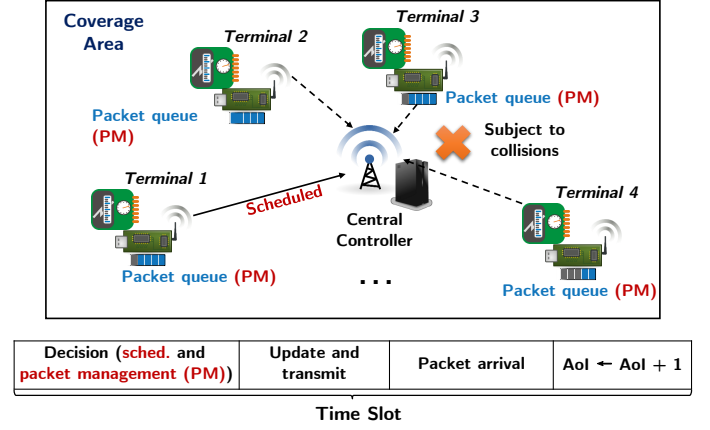 Coverage
Area
Terminal 2
Terminal 3
Packet queue
(PM)
Packet queue (PM)
Subject to
collisions
Terminal 1
Scheduled
Terminal 4
Central
Controller
Packet queue (PM)
Packet queue (PM)
. . .
Decision (sched. and
packet management (PM))
Update and
transmit
Packet arrival
AoI ← AoI + 1
Time Slot